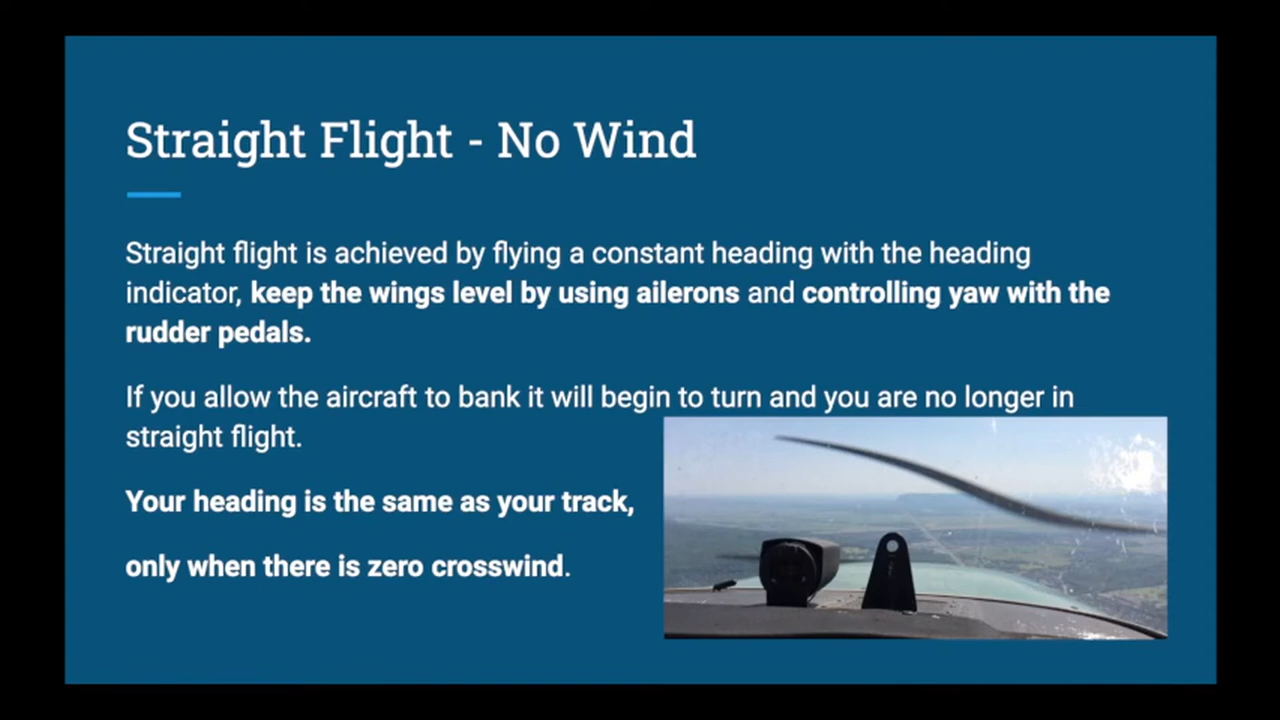 Straight Flight - No Wind
Straight flight is achieved by flying a constant heading with the heading
indicator, keep the wings level by using ailerons and controlling yaw with the
rudder pedals.
If you allow the aircraft to bank it will begin to turn and you are no longer in
straight flight.
Your heading is the same as your track,
only when there is zero crosswind.